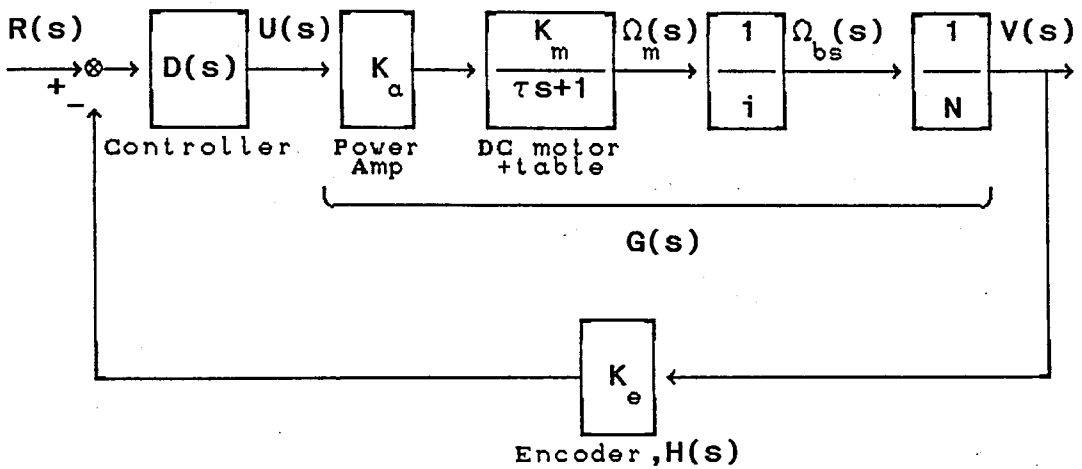 R(s)
+
-
D(s)
Controller
U(s)
K_a
Power
Amp
K_m
τs+1
DC motor
+table
Ω_m(s)
1
i
Ω_bs(s)
1
N
V(s)
G(s)
K_e
Encoder, H(s)